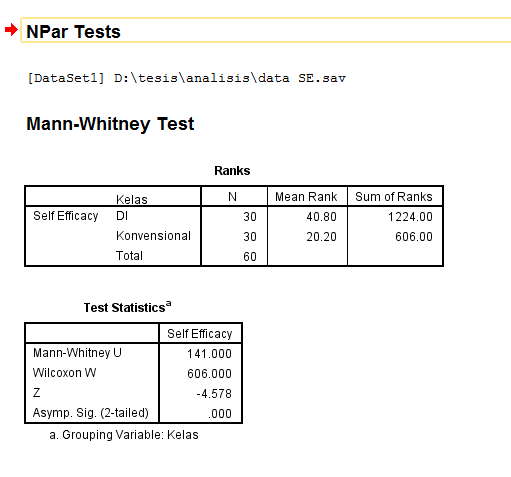 NPar Tests
[DataSet1] D:\tesis\analisis\data SE.sav
Mann-Whitney Test
Ranks
Kelas N Mean Rank Sum of Ranks
Self Efficacy DI 30 40.80 1224.00
Konvensional 30 20.20 606.00
Total 60
Test Statisticsa
Self Efficacy
Mann-Whitney U 141.000
Wilcoxon W 606.000
Z -4.578
Asymp. Sig. (2-tailed) .000
a. Grouping Variable: Kelas